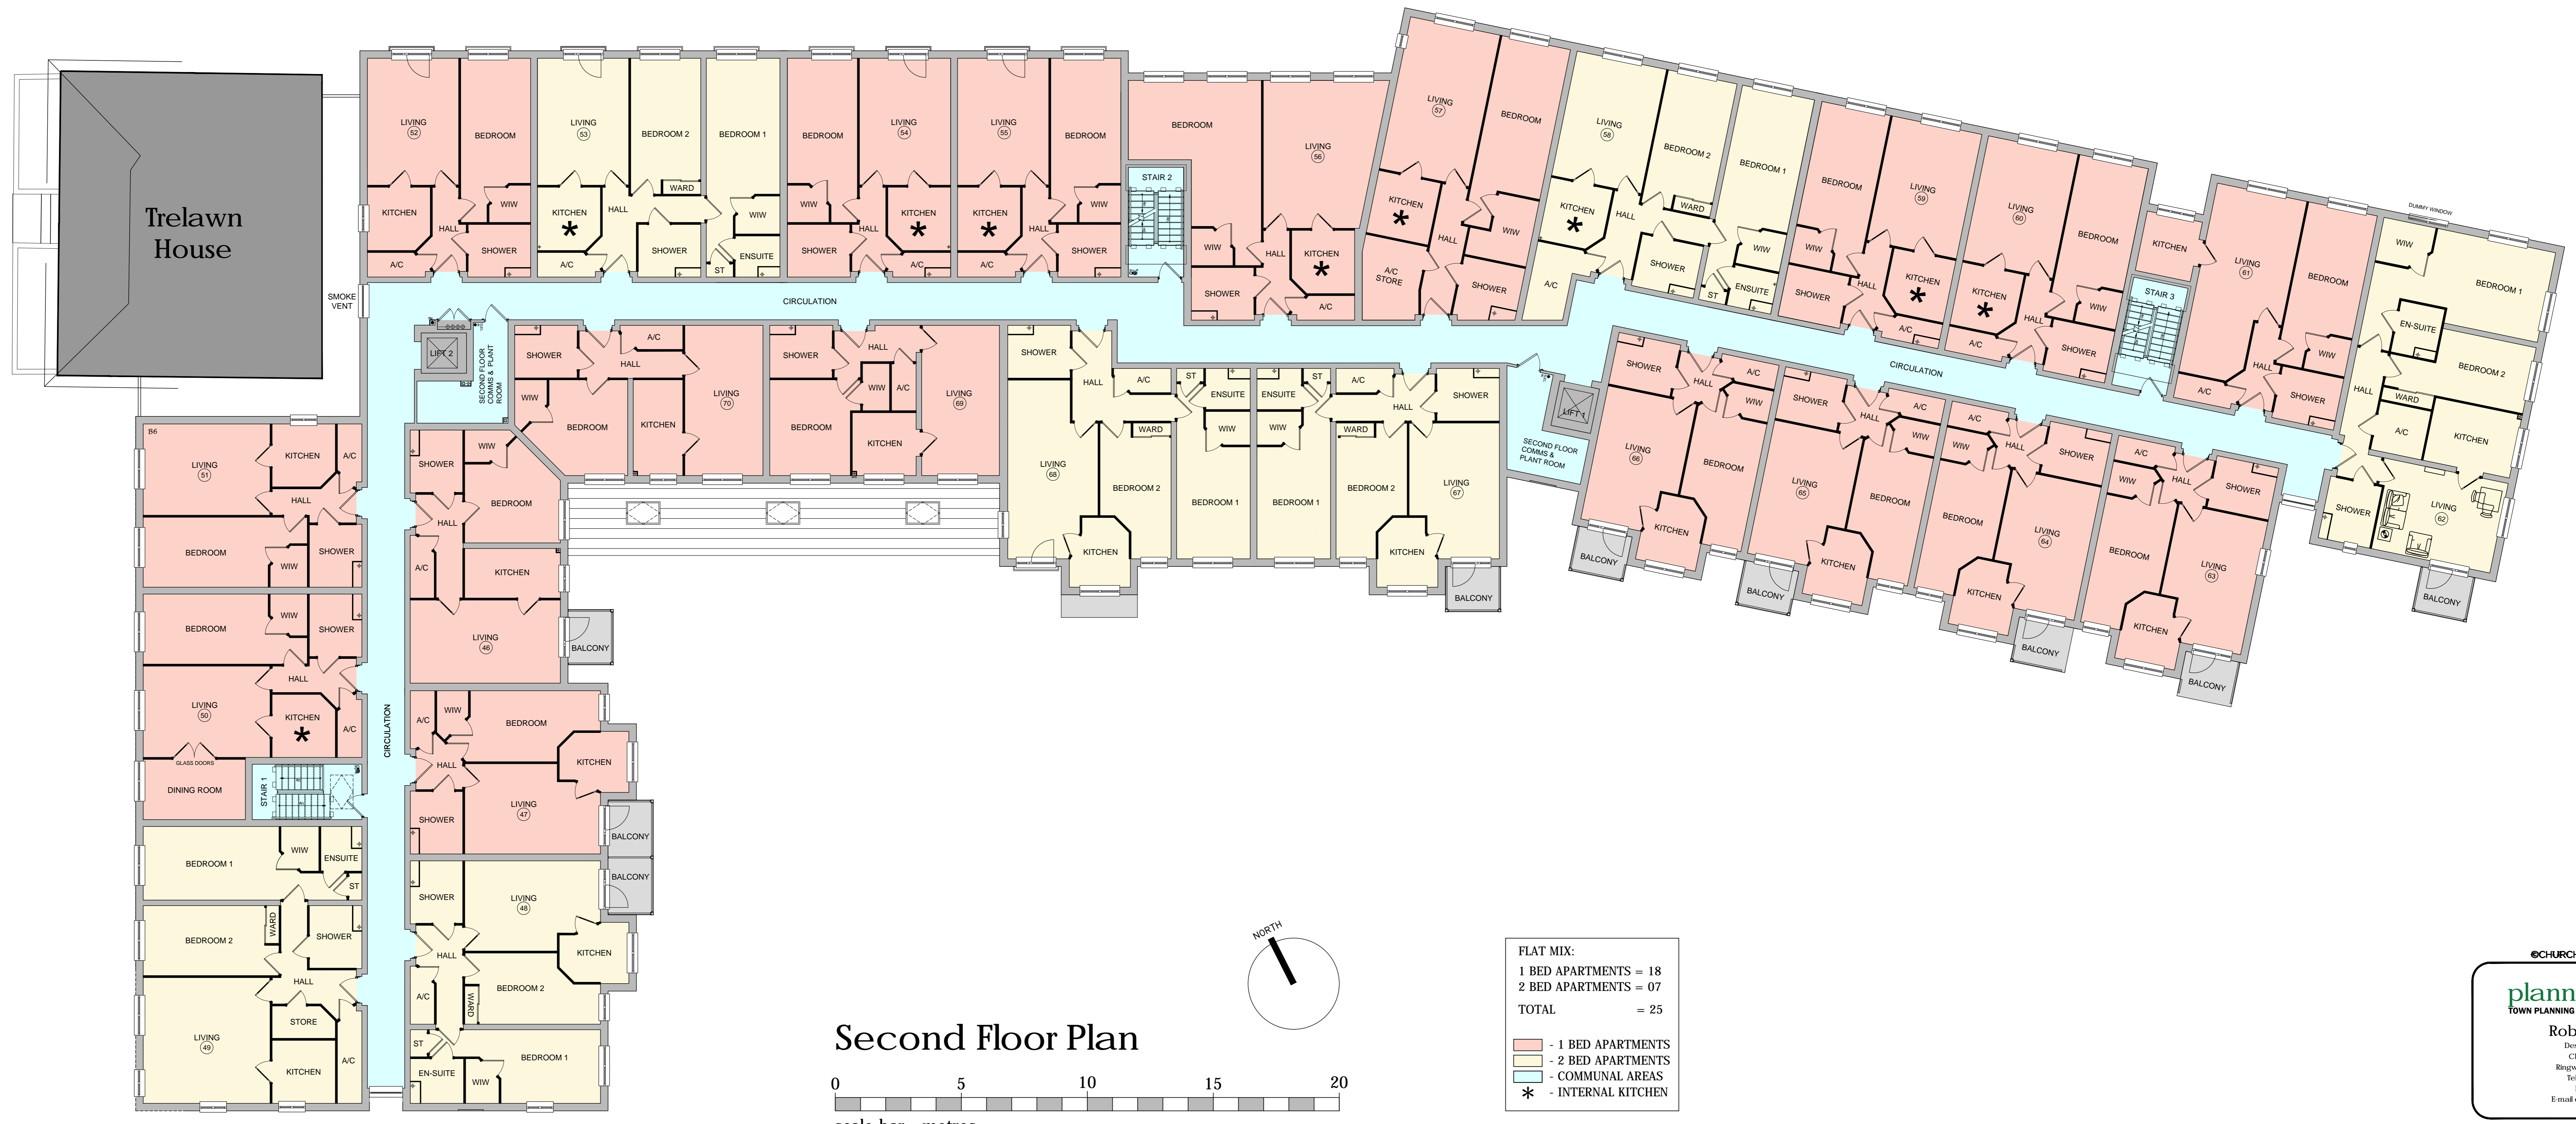 Trelawn
House
LIVING
52
BEDROOM
KITCHEN
WIW
HALL
SHOWER
A/C
LIVING
53
BEDROOM 2
BEDROOM 1
WARD
KITCHEN
*
HALL
WIW
SHOWER
ENSUITE
A/C
ST
BEDROOM
LIVING
54
WIW
KITCHEN
*
HALL
SHOWER
A/C
LIVING
55
BEDROOM
KITCHEN
*
WIW
HALL
SHOWER
A/C
STAIR 2
BEDROOM
LIVING
56
WIW
HALL
KITCHEN
*
SHOWER
A/C
LIVING
57
BEDROOM
KITCHEN
*
WIW
HALL
A/C
STORE
SHOWER
LIVING
58
BEDROOM 2
BEDROOM 1
KITCHEN
*
HALL
WARD
WIW
SHOWER
ENSUITE
A/C
ST
BEDROOM
LIVING
59
WIW
HALL
KITCHEN
*
SHOWER
A/C
LIVING
60
BEDROOM
KITCHEN
*
WIW
HALL
A/C
SHOWER
KITCHEN
STAIR 3
LIVING
61
BEDROOM
WIW
HALL
A/C
SHOWER
DUMMY WINDOW
WIW
BEDROOM 1
EN-SUITE
BEDROOM 2
HALL
WARD
A/C
KITCHEN
SHOWER
LIVING
62
BALCONY
SMOKE
VENT
CIRCULATION
CIRCULATION
LIFT 2
SECOND FLOOR
COMMS & PLANT
ROOM
SHOWER
A/C
HALL
WIW
BEDROOM
KITCHEN
LIVING
70
SHOWER
HALL
WIW
A/C
BEDROOM
KITCHEN
LIVING
69
SHOWER
HALL
A/C
ST
ENSUITE
WARD
WIW
LIVING
68
BEDROOM 2
BEDROOM 1
KITCHEN
ENSUITE
ST
A/C
SHOWER
HALL
WIW
WARD
BEDROOM 1
BEDROOM 2
LIVING
67
KITCHEN
BALCONY
LIFT 1
SECOND FLOOR
COMMS &
PLANT ROOM
SHOWER
HALL
A/C
WIW
LIVING
66
BEDROOM
KITCHEN
BALCONY
SHOWER
HALL
A/C
WIW
LIVING
65
BEDROOM
KITCHEN
BALCONY
A/C
HALL
WIW
SHOWER
BEDROOM
LIVING
64
KITCHEN
BALCONY
A/C
HALL
WIW
SHOWER
BEDROOM
LIVING
63
KITCHEN
BALCONY
B6
LIVING
51
KITCHEN
A/C
HALL
BEDROOM
WIW
SHOWER
BEDROOM
WIW
SHOWER
HALL
LIVING
50
KITCHEN
*
A/C
GLASS DOORS
DINING ROOM
STAIR 1
CIRCULATION
BEDROOM 1
WIW
ENSUITE
ST
BEDROOM 2
WARD
SHOWER
HALL
STORE
LIVING
49
KITCHEN
A/C
SHOWER
WIW
BEDROOM
HALL
A/C
KITCHEN
LIVING
46
BALCONY
A/C
WIW
BEDROOM
HALL
KITCHEN
LIVING
47
SHOWER
BALCONY
BALCONY
SHOWER
LIVING
48
HALL
KITCHEN
A/C
WARD
BEDROOM 2
ST
BEDROOM 1
EN-SUITE
WIW
Second Floor Plan
0 5 10 15 20
NORTH
FLAT MIX:
1 BED APARTMENTS = 18
2 BED APARTMENTS = 07
TOTAL = 25
- 1 BED APARTMENTS
- 2 BED APARTMENTS
- COMMUNAL AREAS
* - INTERNAL KITCHEN
©CHURCH
plann
TOWN PLANNING
Rob
Des
Ringw
Tel
E-mail